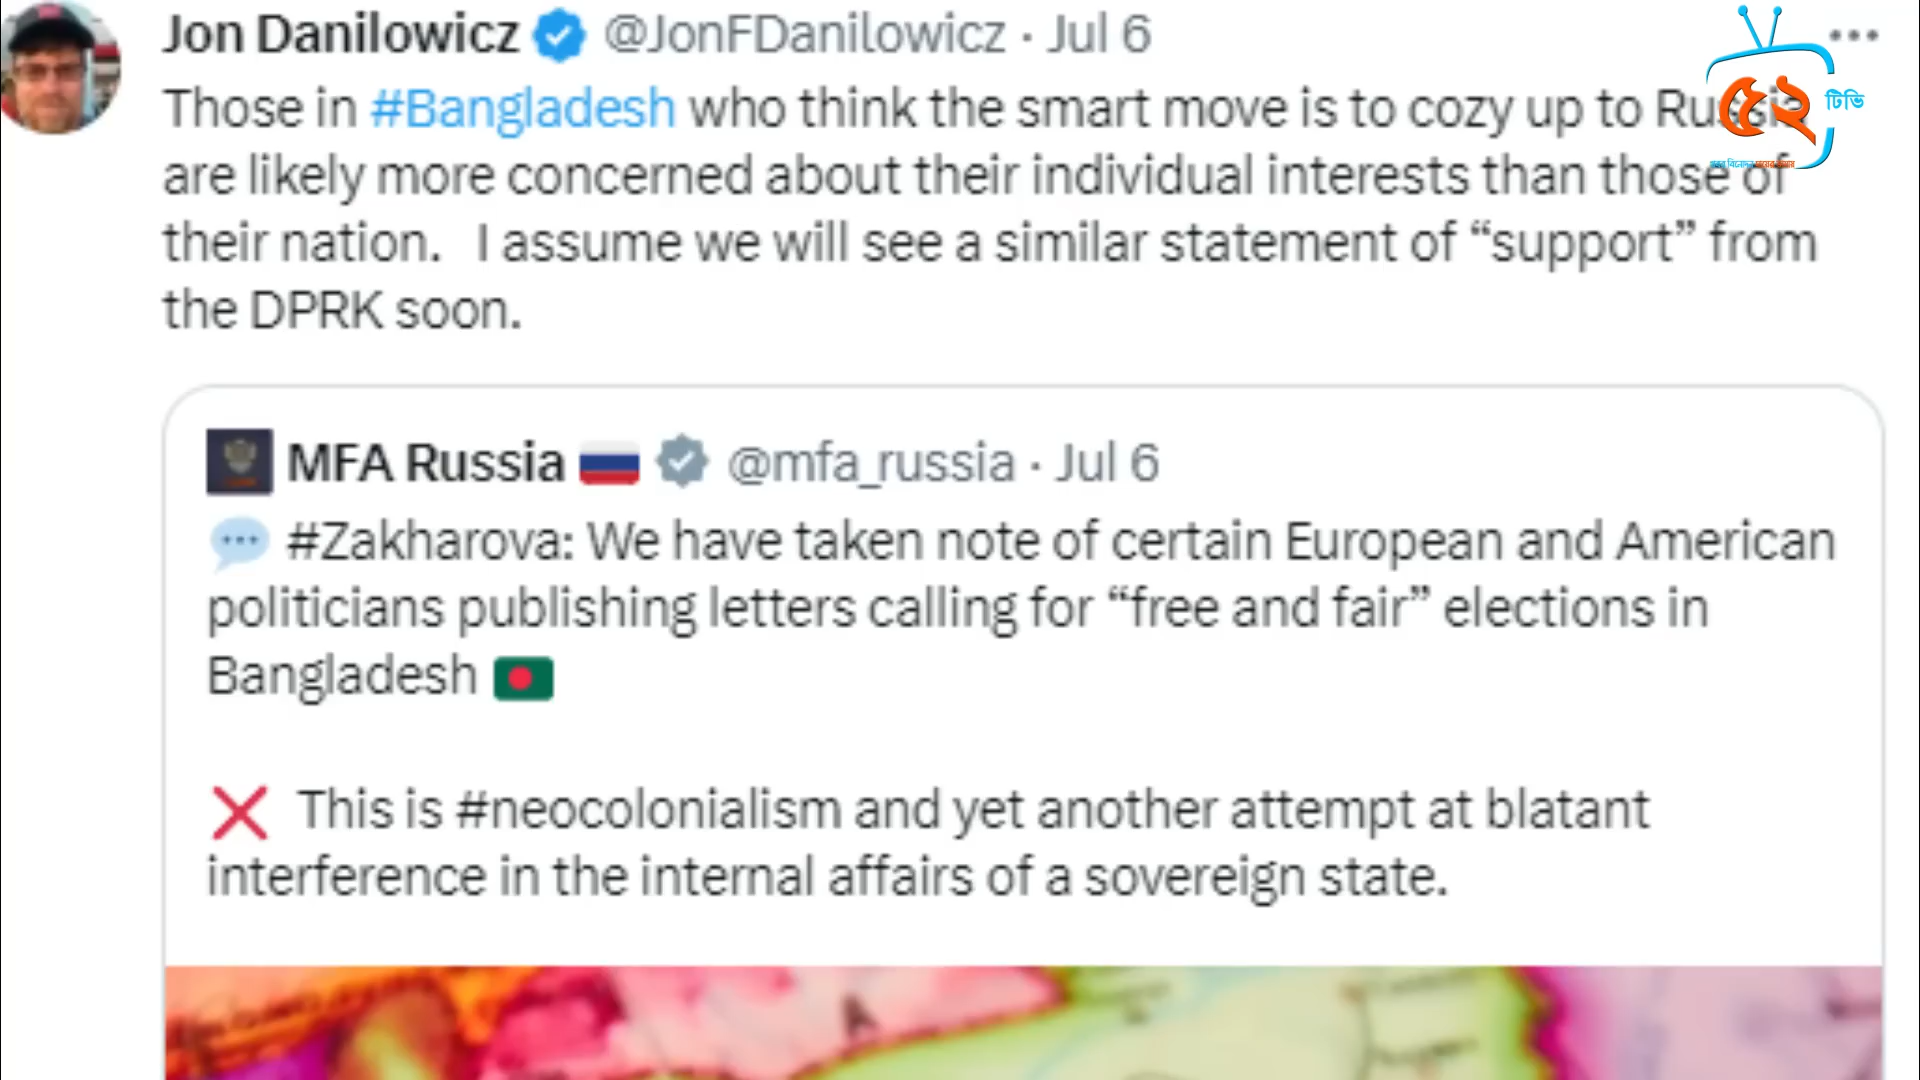 Jon Danilowicz @JonFDanilowicz · Jul 6
Those in #Bangladesh who think the smart move is to cozy up to Russia
are likely more concerned about their individual interests than those of
their nation. I assume we will see a similar statement of “support” from
the DPRK soon.
৫২ টিভি
MFA Russia @mfa_russia · Jul 6
#Zakharova: We have taken note of certain European and American
politicians publishing letters calling for “free and fair” elections in
Bangladesh
This is #neocolonialism and yet another attempt at blatant
interference in the internal affairs of a sovereign state.